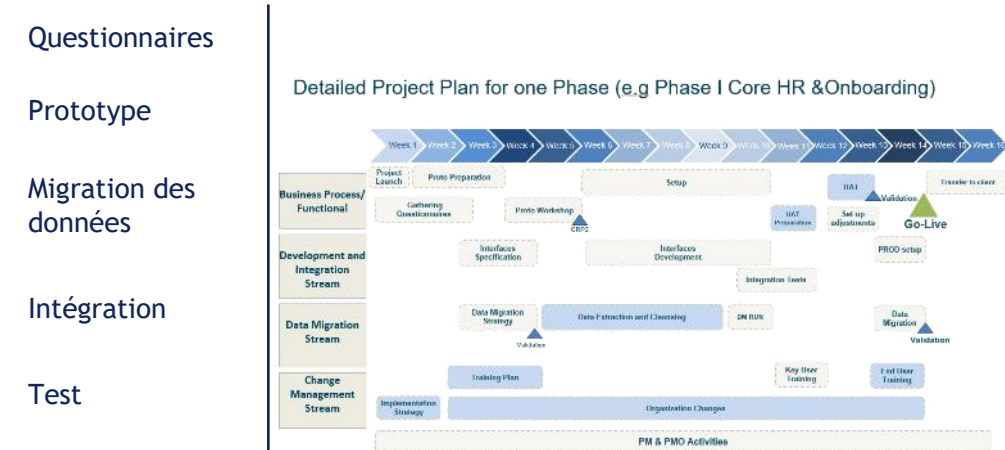 Questionnaires
Prototype
Migration des
données
Intégration
Test
Detailed Project Plan for one Phase (e.g Phase I Core HR &Onboarding)
Week 1 Week 2 Week 3 Week 4 Week 5 Week 6 Week 7 Week 8 Week 9 Week 10 Week 11 Week 12 Week 13 Week 14 Week 15 Week 16
Business Process/
Functional
Project
Launch
Proto Preparation
Setup
UAT
Validation
Transfer to client
Gathering
Questionnaires
Proto Workshop
CRP2
UAT
Preparation
Set up
adjustments
Go-Live
Development and
Integration
Stream
Interfaces
Specification
Interfaces
Development
PROD setup
Integration Tests
Data Migration
Stream
Data Migration
Strategy
Validation
Data Extraction and Cleansing
DM RUN
Data
Migration
Validation
Change
Management
Stream
Training Plan
Key User
Training
End User
Training
Implementation
Strategy
Organization Changes
PM & PMO Activities